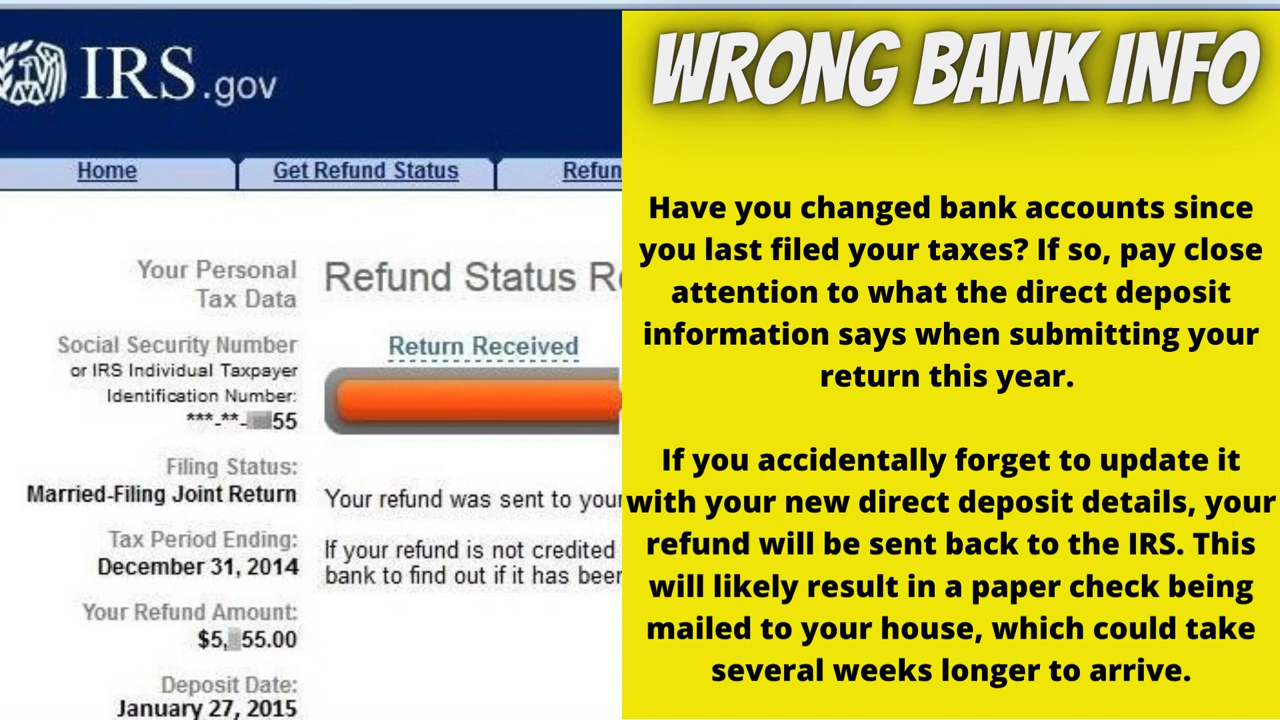 IRS.gov
Home
Get Refund Status
Refun
Your Personal
Tax Data
Social Security Number
or IRS Individual Taxpayer
Identification Number:
***-**-55
Filing Status:
Married-Filing Joint Return
Tax Period Ending:
December 31, 2014
Your Refund Amount:
$5, 55.00
Deposit Date:
January 27, 2015
Refund Status R
Return Received
Your refund was sent to your
If your refund is not credited
bank to find out if it has been
WRONG BANK INFO
Have you changed bank accounts since
you last filed your taxes? If so, pay close
attention to what the direct deposit
information says when submitting your
return this year.
If you accidentally forget to update it
with your new direct deposit details, your
refund will be sent back to the IRS. This
will likely result in a paper check being
mailed to your house, which could take
several weeks longer to arrive.